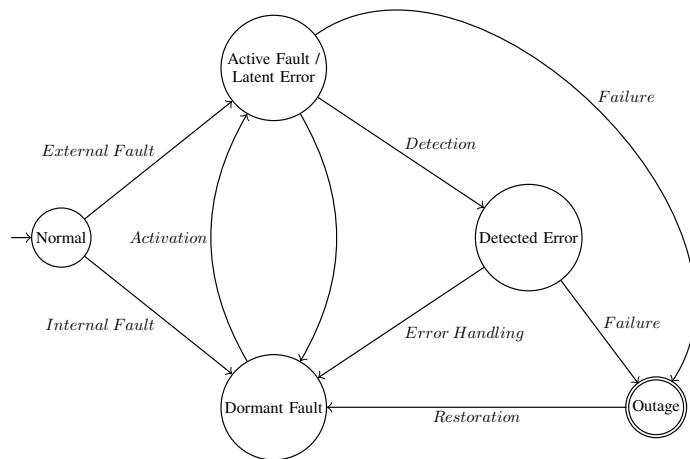 Active Fault /
Latent Error
Failure
External Fault
Detection
Normal
Activation
Detected Error
Internal Fault
Error Handling
Failure
Dormant Fault
Outage
Restoration